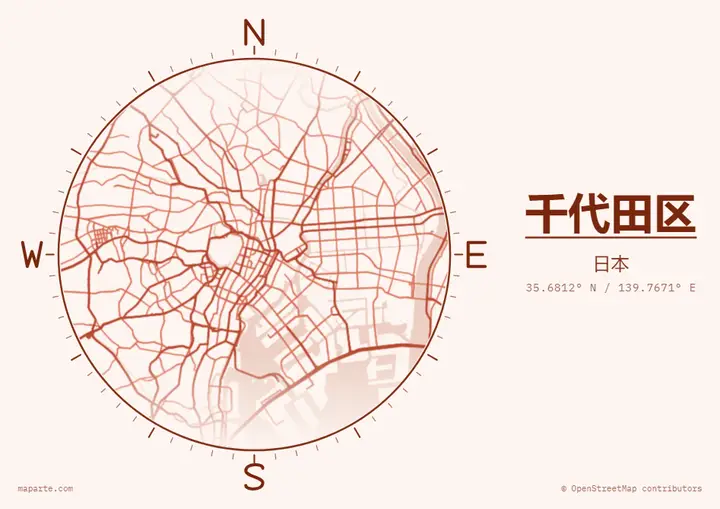 N
W
E
S
千代田区
日本
35.6812° N / 139.7671° E
maparte.com
© OpenStreetMap contributors